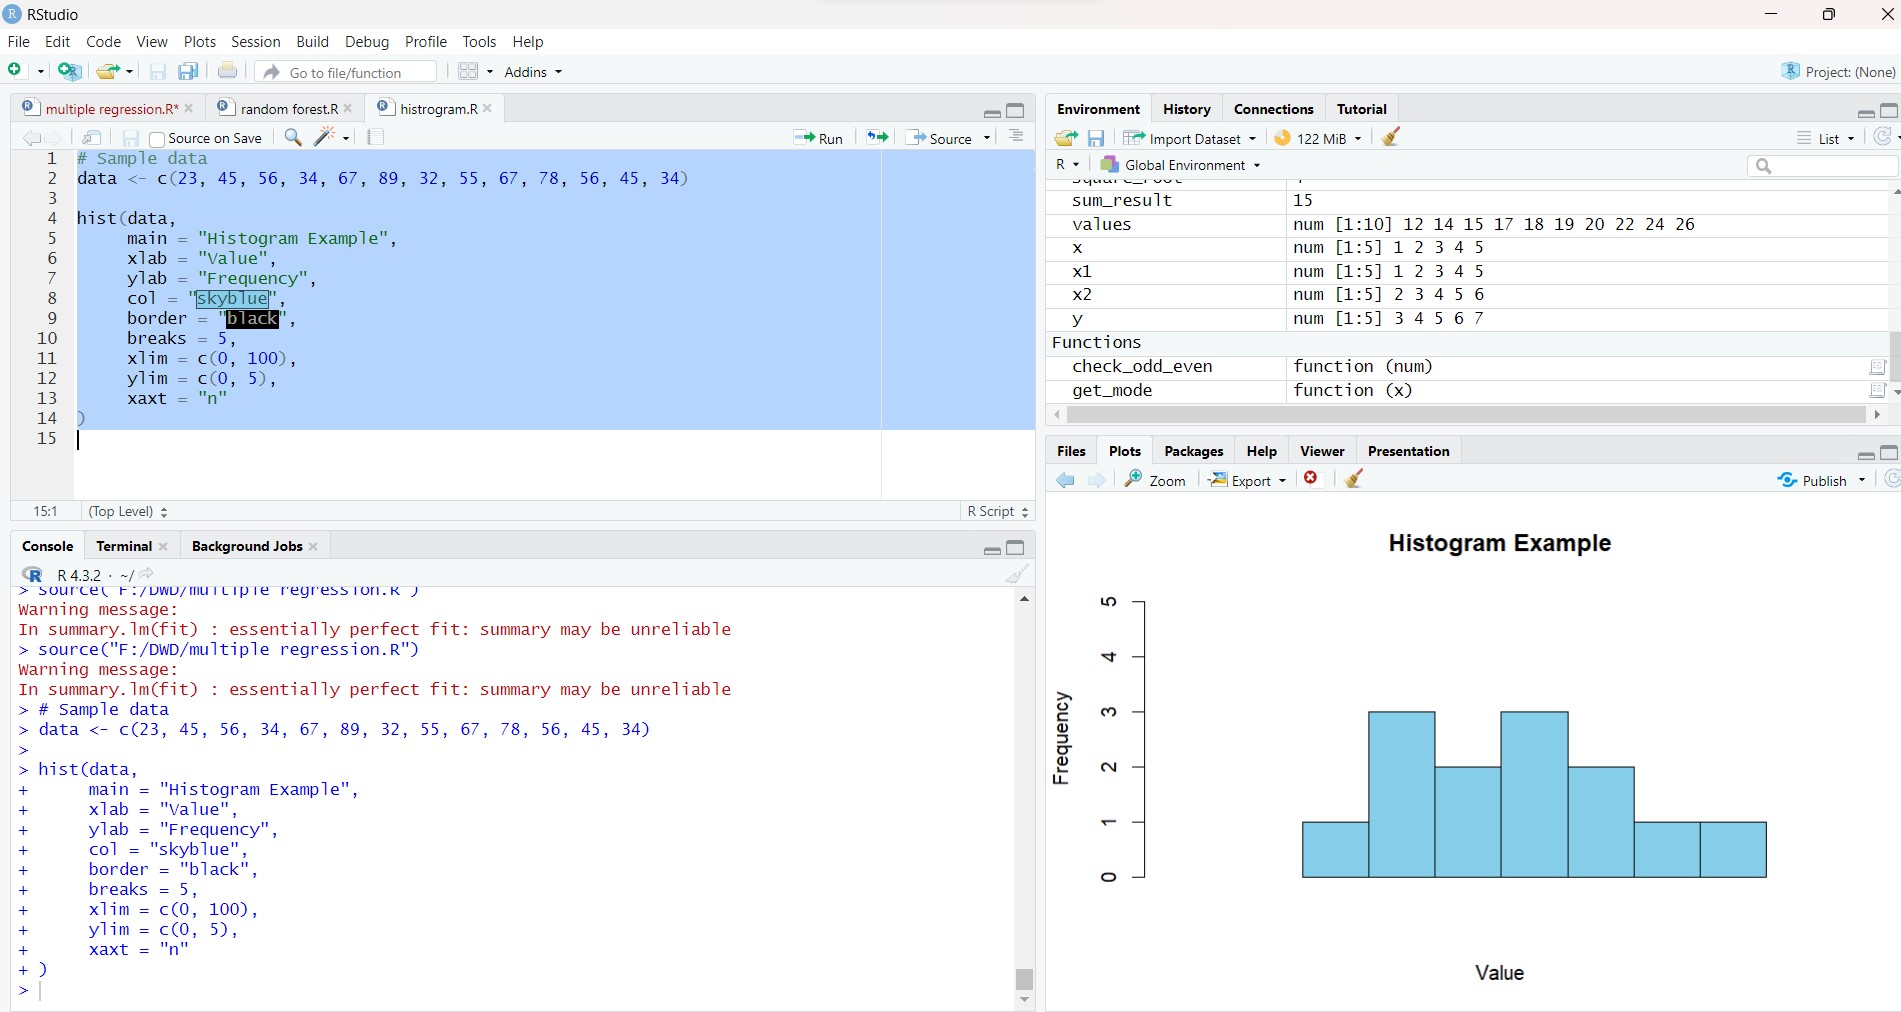 RStudio
File Edit Code View Plots Session Build Debug Profile Tools Help
Go to file/function Addins Project: (None)
multiple regression.R* random forest.R histrogram.R
Source on Save Run Source
1 # Sample data
2 data <- c(23, 45, 56, 34, 67, 89, 32, 55, 67, 78, 56, 45, 34)
3
4 hist(data,
5 main = "Histogram Example",
6 xlab = "Value",
7 ylab = "Frequency",
8 col = "skyblue",
9 border = "black",
10 breaks = 5,
11 xlim = c(0, 100),
12 ylim = c(0, 5),
13 xaxt = "n"
14 )
15
15:1 (Top Level) R Script
Console Terminal Background Jobs
R 4.3.2 · ~/
> source("F:/DWD/multiple regression.R")
Warning message:
In summary.lm(fit) : essentially perfect fit: summary may be unreliable
> source("F:/DWD/multiple regression.R")
Warning message:
In summary.lm(fit) : essentially perfect fit: summary may be unreliable
> # Sample data
> data <- c(23, 45, 56, 34, 67, 89, 32, 55, 67, 78, 56, 45, 34)
>
> hist(data,
+ main = "Histogram Example",
+ xlab = "Value",
+ ylab = "Frequency",
+ col = "skyblue",
+ border = "black",
+ breaks = 5,
+ xlim = c(0, 100),
+ ylim = c(0, 5),
+ xaxt = "n"
+ )
>
Environment History Connections Tutorial
Import Dataset 122 MiB List
R Global Environment
sum_result 15
values num [1:10] 12 14 15 17 18 19 20 22 24 26
x num [1:5] 1 2 3 4 5
x1 num [1:5] 1 2 3 4 5
x2 num [1:5] 2 3 4 5 6
y num [1:5] 3 4 5 6 7
Functions
check_odd_even function (num)
get_mode function (x)
Files Plots Packages Help Viewer Presentation
Zoom Export Publish
Histogram Example
Frequency
5
4
3
2
1
0
Value